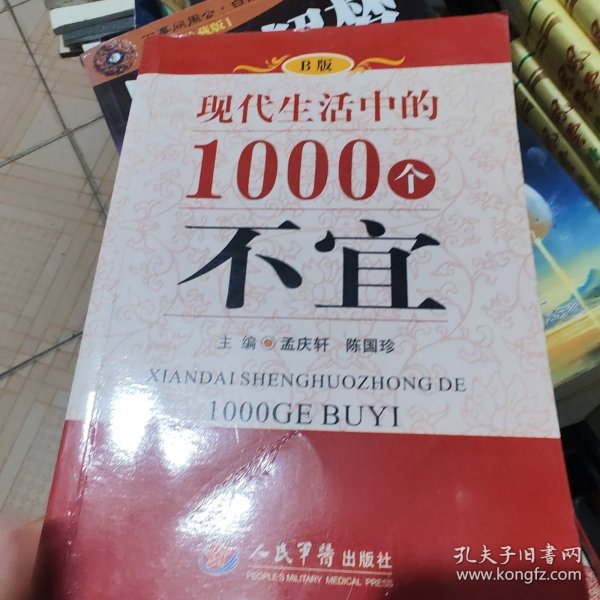 B版
现代生活中的
1000个
不宜
主编 孟庆轩 陈国珍
XIANDAI SHENGHUOZHONG DE
1000GE BUYI
人民军医出版社
PEOPLE'S MILITARY MEDICAL PRESS
孔夫子旧书网
www.kongfz.com